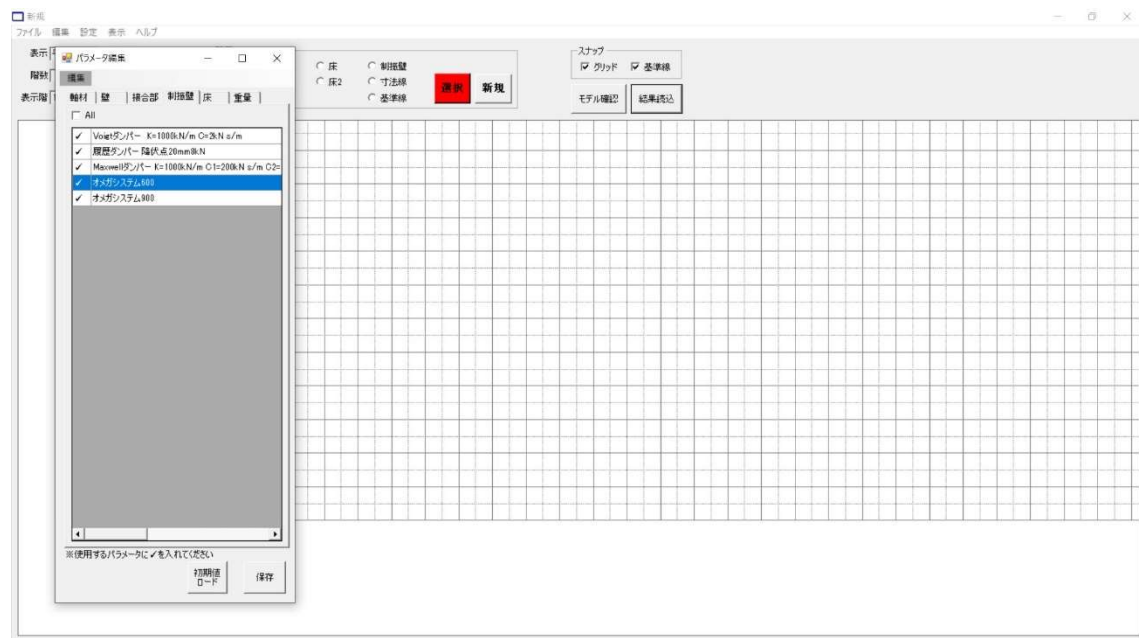 新規
ファイル 編集 設定 表示 ヘルプ
表示
階数
表示階
パラメータ編集
編集
軸材 壁 接合部 制振壁 床 重量
All
✓ Voigtダンパー K=1000kN/m C=2kN s/m
✓ 履歴ダンパー 降伏点20mm8kN
✓ Maxwellダンパー K=1000kN/m C1=200kN s/m C2=
✓ オメガシステム600
✓ オメガシステム900
※使用するパラメータに✓を入れてください
初期値
ロード
保存
床 制振壁
床2 寸法線
基準線
選択 新規
スナップ
グリッド 基準線
モデル確認 結果読込